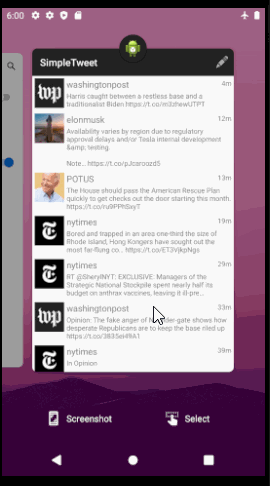 6:00
SimpleTweet
washingtonpost 4m
Harris caught between a restless base and a
traditionalist Biden https://t.co/m3zhewUTPT
elonmusk 12m
Availability varies by region due to regulatory
approval delays and/or Tesla internal development
&amp; testing
Note… https://t.co/pJcaroozd5
POTUS 13m
The House should pass the American Rescue Plan
quickly to get checks out the door starting this month.
https://t.co/ru9PPhSxyT
nytimes 19m
Bored and trapped in an area one-third the size of
Rhode Island, Hong Kongers have sought out the
most far-flung co… https://t.co/ET3VjkpNgs
nytimes 29m
RT @SherylNYT: EXCLUSIVE: Managers of the
Strategic National Stockpile spent nearly half its
budget on anthrax vaccines, leaving it ill-pre…
washingtonpost 33m
Opinion: The fake anger of -gate shows how
desperate Republicans are to keep the base riled up
https://t.co/3835eHflA1
nytimes 39m
In Opinion
Screenshot Select